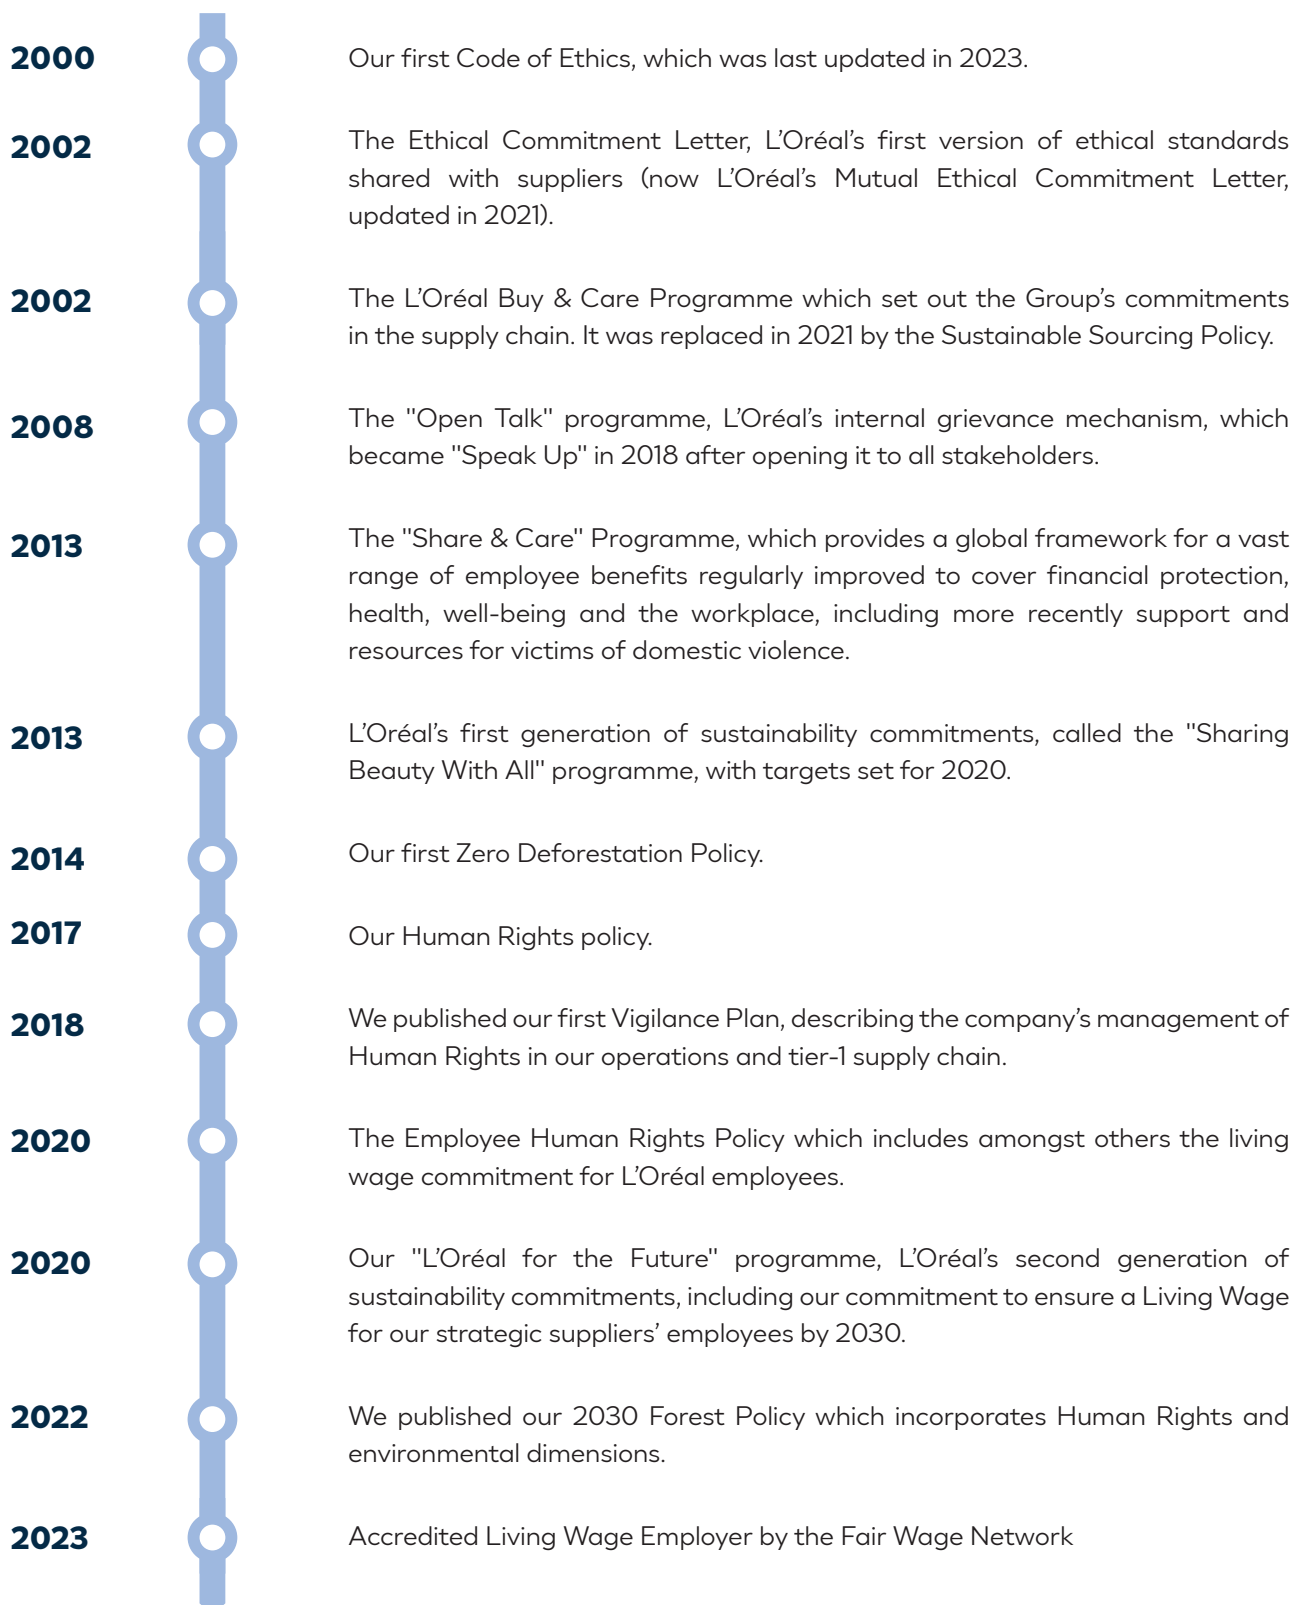 2000
Our first Code of Ethics, which was last updated in 2023.
2002
The Ethical Commitment Letter, L’Oréal’s first version of ethical standards
shared with suppliers (now L’Oréal’s Mutual Ethical Commitment Letter,
updated in 2021).
2002
The L’Oréal Buy & Care Programme which set out the Group’s commitments
in the supply chain. It was replaced in 2021 by the Sustainable Sourcing Policy.
2008
The "Open Talk" programme, L’Oréal’s internal grievance mechanism, which
became "Speak Up" in 2018 after opening it to all stakeholders.
2013
The "Share & Care" Programme, which provides a global framework for a vast
range of employee benefits regularly improved to cover financial protection,
health, well-being and the workplace, including more recently support and
resources for victims of domestic violence.
2013
L’Oréal’s first generation of sustainability commitments, called the "Sharing
Beauty With All" programme, with targets set for 2020.
2014
Our first Zero Deforestation Policy.
2017
Our Human Rights policy.
2018
We published our first Vigilance Plan, describing the company’s management of
Human Rights in our operations and tier-1 supply chain.
2020
The Employee Human Rights Policy which includes amongst others the living
wage commitment for L’Oréal employees.
2020
Our "L’Oréal for the Future" programme, L’Oréal’s second generation of
sustainability commitments, including our commitment to ensure a Living Wage
for our strategic suppliers’ employees by 2030.
2022
We published our 2030 Forest Policy which incorporates Human Rights and
environmental dimensions.
2023
Accredited Living Wage Employer by the Fair Wage Network